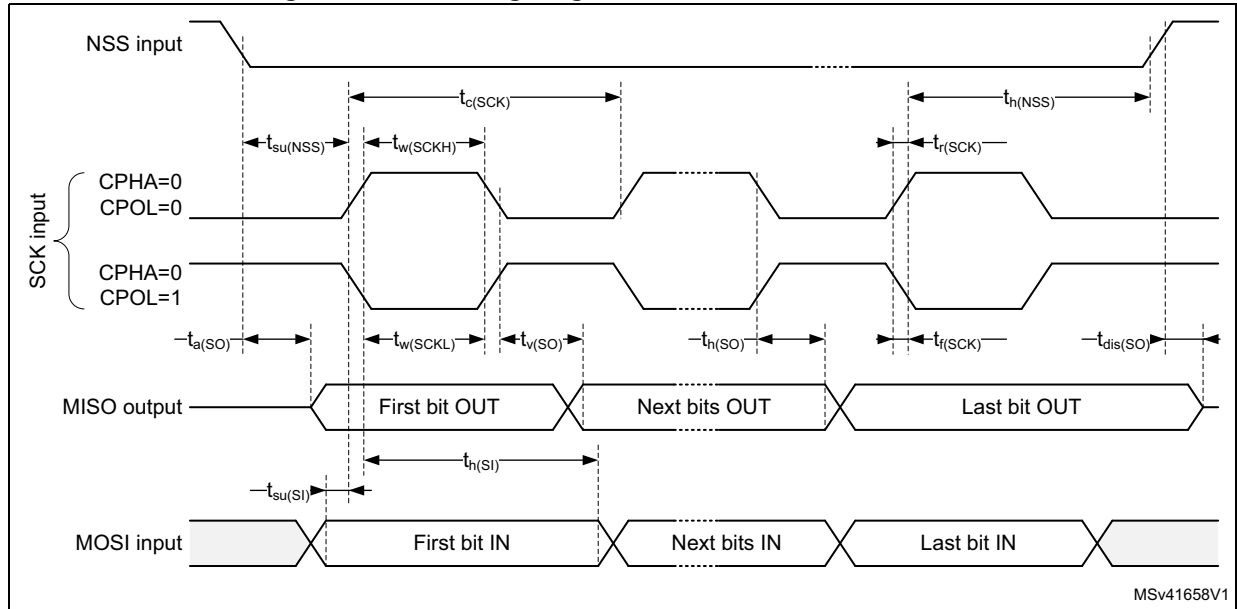 NSS input
tc(SCK)
th(NSS)
tsu(NSS)
tw(SCKH)
tr(SCK)
SCK input
CPHA=0
CPOL=0
CPHA=0
CPOL=1
ta(SO)
tw(SCKL)
tv(SO)
th(SO)
tf(SCK)
tdis(SO)
MISO output
First bit OUT
Next bits OUT
Last bit OUT
th(SI)
tsu(SI)
MOSI input
First bit IN
Next bits IN
Last bit IN
MSv41658V1